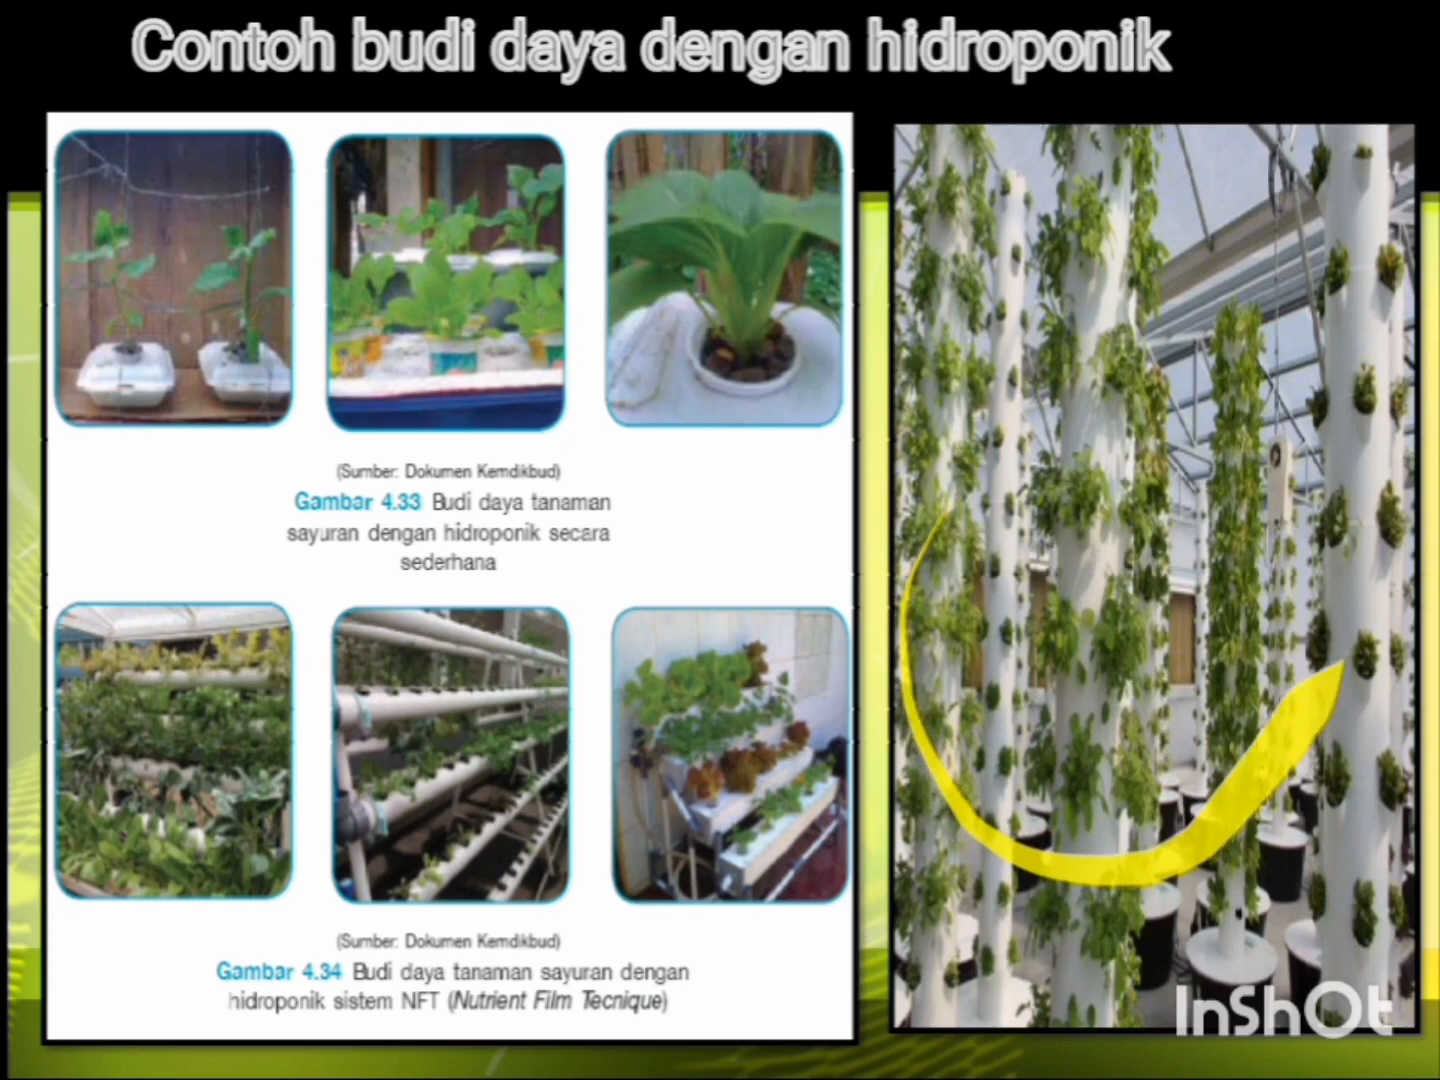 Contoh budi daya dengan hidroponik
(Sumber: Dokumen Kemdikbud)
Gambar 4.33 Budi daya tanaman
sayuran dengan hidroponik secara
sederhana
(Sumber: Dokumen Kemdikbud)
Gambar 4.34 Budi daya tanaman sayuran dengan
hidroponik sistem NFT (Nutrient Film Tecnique)
InShOt